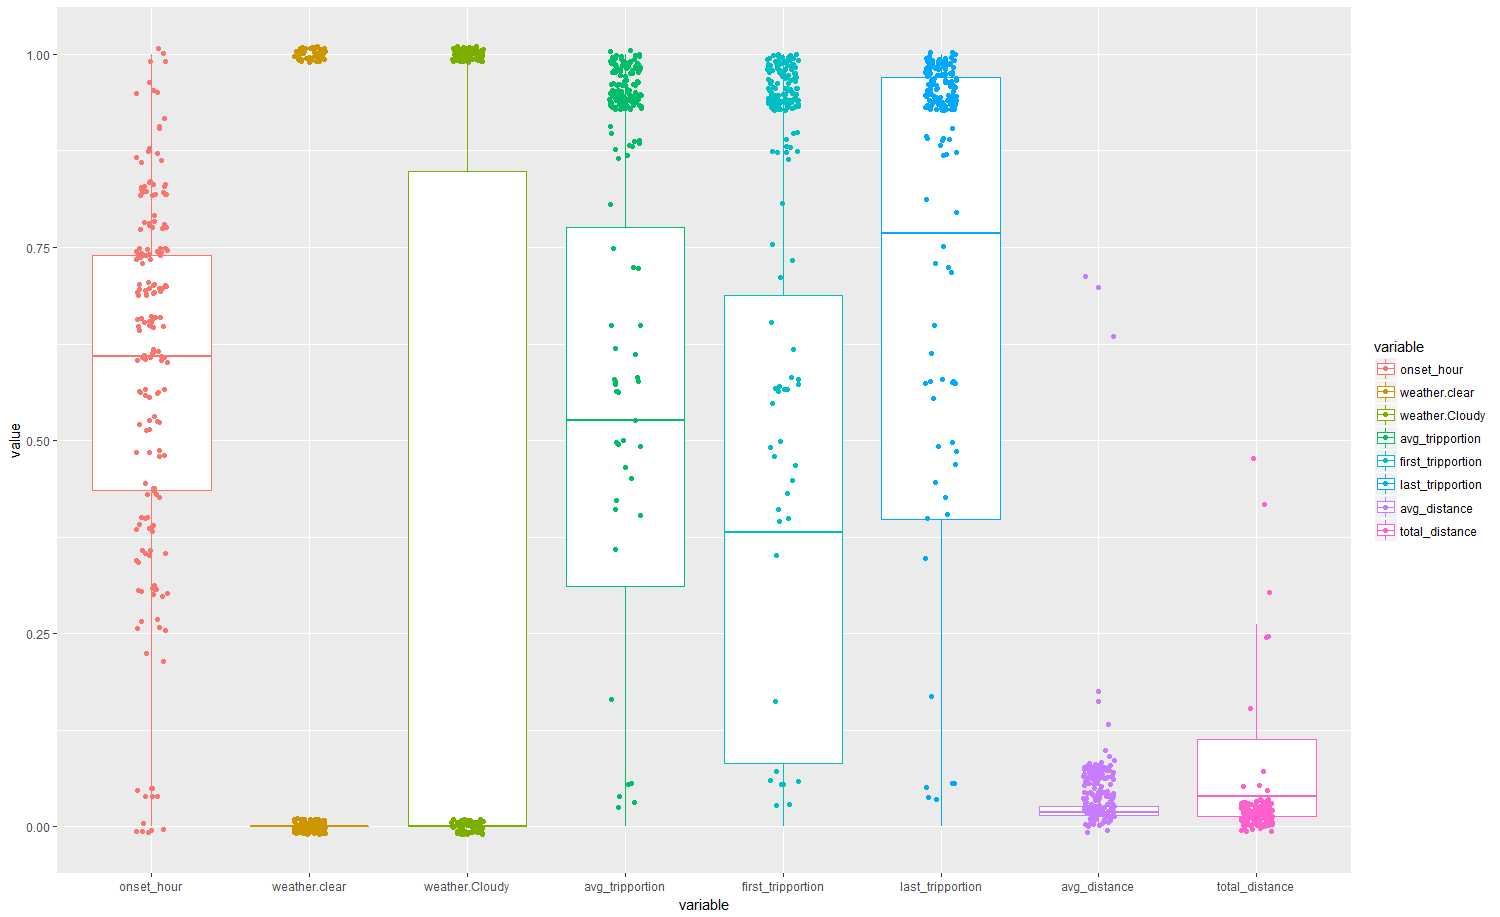 1.00
0.75
0.50
0.25
0.00
value
onset_hour weather.clear weather.Cloudy avg_tripportion first_tripportion last_tripportion avg_distance total_distance
variable
variable
onset_hour
weather.clear
weather.Cloudy
avg_tripportion
first_tripportion
last_tripportion
avg_distance
total_distance